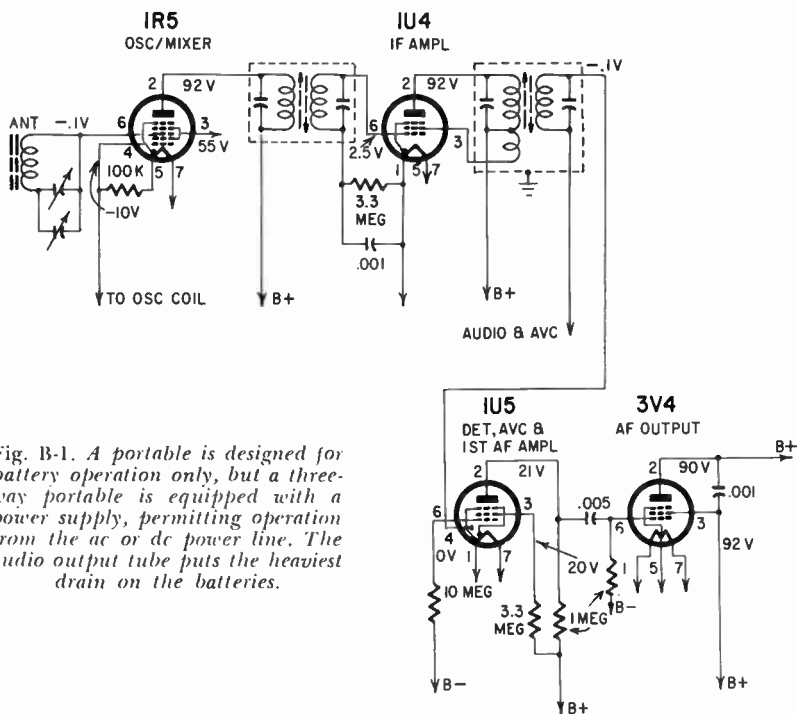 1R5
OSC/MIXER
1U4
IF AMPL
2
92 V
2
92V
-.1V
ANT
-.1V
6
4
3
55V
5
7
100K
-10V
6
2.5 V
3
1
5
7
3.3
MEG
.001
TO OSC COIL
B+
B+
AUDIO & AVC
1U5
DET, AVC &
1ST AF AMPL
3V4
AF OUTPUT
B+
2
21V
2
90V
.001
6
4
3
0V
1
7
.005
6
3
92V
20V
1
5
7
10 MEG
3.3
MEG
1 MEG
B-
B-
B+
B+
Fig. B-1. A portable is designed for
battery operation only, but a three-
way portable is equipped with a
power supply, permitting operation
from the ac or dc power line. The
audio output tube puts the heaviest
drain on the batteries.